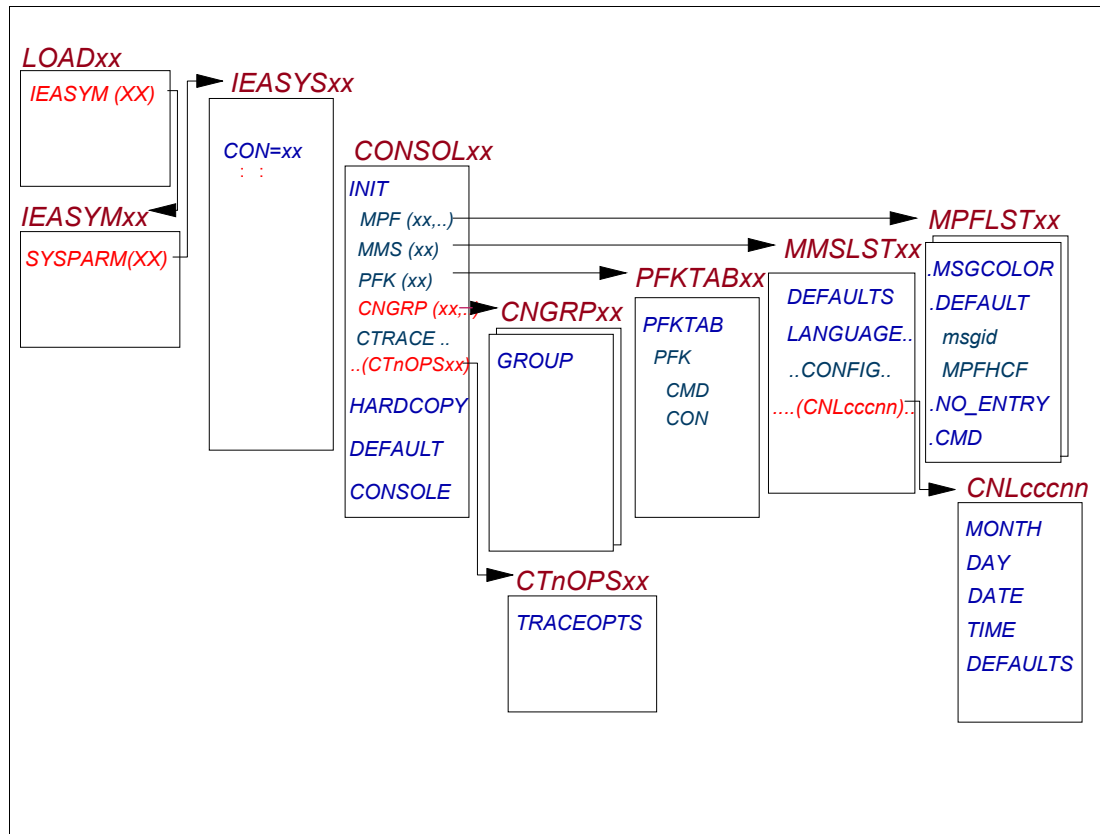 LOADxx
IEASYM (XX)
IEASYMxx
SYSPARM(XX)
IEASYSxx
CON=xx
: :
CONSOLxx
INIT
MPF (xx,..)
MMS (xx)
PFK (xx)
CNGRP (xx,..)
CTRACE ..
..(CTnOPSxx)
HARDCOPY
DEFAULT
CONSOLE
CNGRPxx
GROUP
CTnOPSxx
TRACEOPTS
PFKTABxx
PFKTAB
PFK
CMD
CON
MMSLSTxx
DEFAULTS
LANGUAGE..
..CONFIG..
....(CNLcccnn)..
MPFLSTxx
.MSGCOLOR
.DEFAULT
msgid
MPFHCF
.NO_ENTRY
.CMD
CNLcccnn
MONTH
DAY
DATE
TIME
DEFAULTS